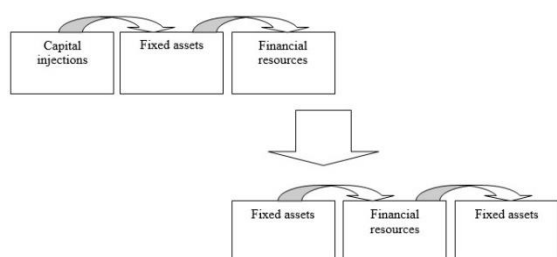 Capital
injections
Fixed assets
Financial
resources
Fixed assets
Financial
resources
Fixed assets